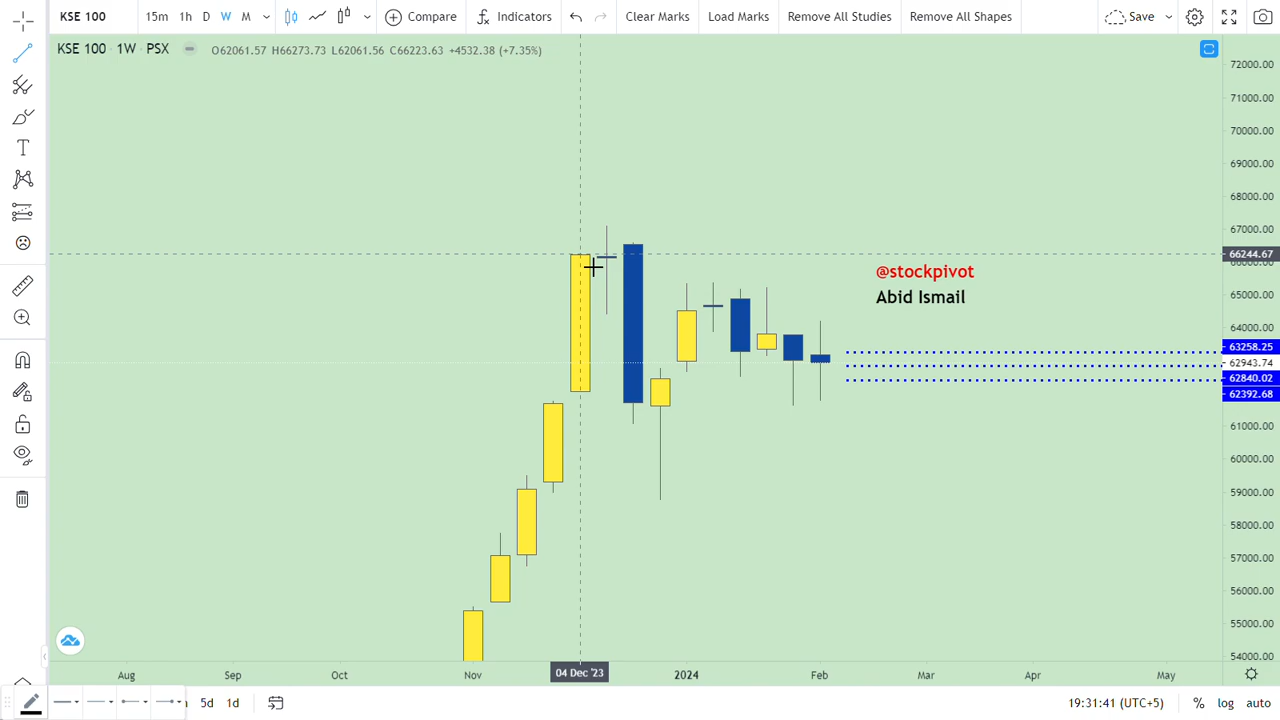 KSE 100
15m 1h D W M
Compare
Indicators
Clear Marks
Load Marks
Remove All Studies
Remove All Shapes
Save
KSE 100 1W PSX
O62061.57 H66273.73 L62061.56 C66223.63 +4532.38 (+7.35%)
72000.00
71000.00
70000.00
69000.00
68000.00
67000.00
66244.67
65000.00
64000.00
63258.25
62943.74
62840.02
62392.68
61000.00
60000.00
59000.00
58000.00
57000.00
56000.00
55000.00
54000.00
@stockpivot
Abid Ismail
Aug Sep Oct Nov 04 Dec '23 2024 Feb Mar Apr May
5d 1d
19:31:41 (UTC+5) % log auto